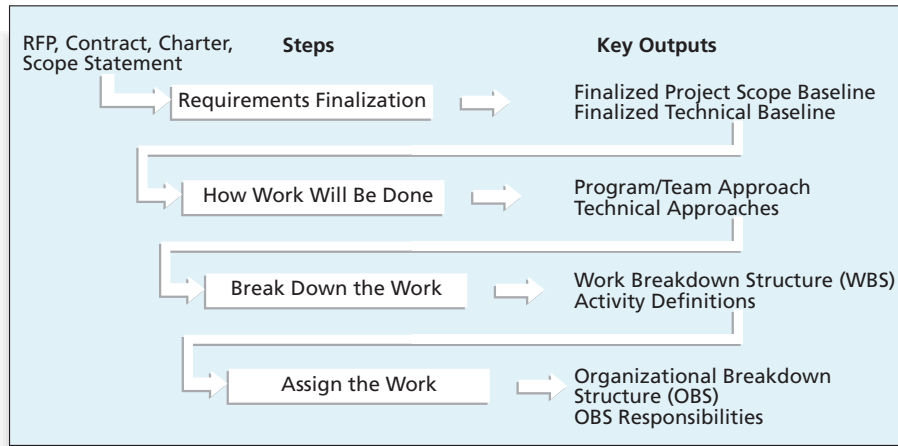 RFP, Contract, Charter,
Scope Statement
Steps
Key Outputs
Requirements Finalization
Finalized Project Scope Baseline
Finalized Technical Baseline
How Work Will Be Done
Program/Team Approach
Technical Approaches
Break Down the Work
Work Breakdown Structure (WBS)
Activity Definitions
Assign the Work
Organizational Breakdown
Structure (OBS)
OBS Responsibilities